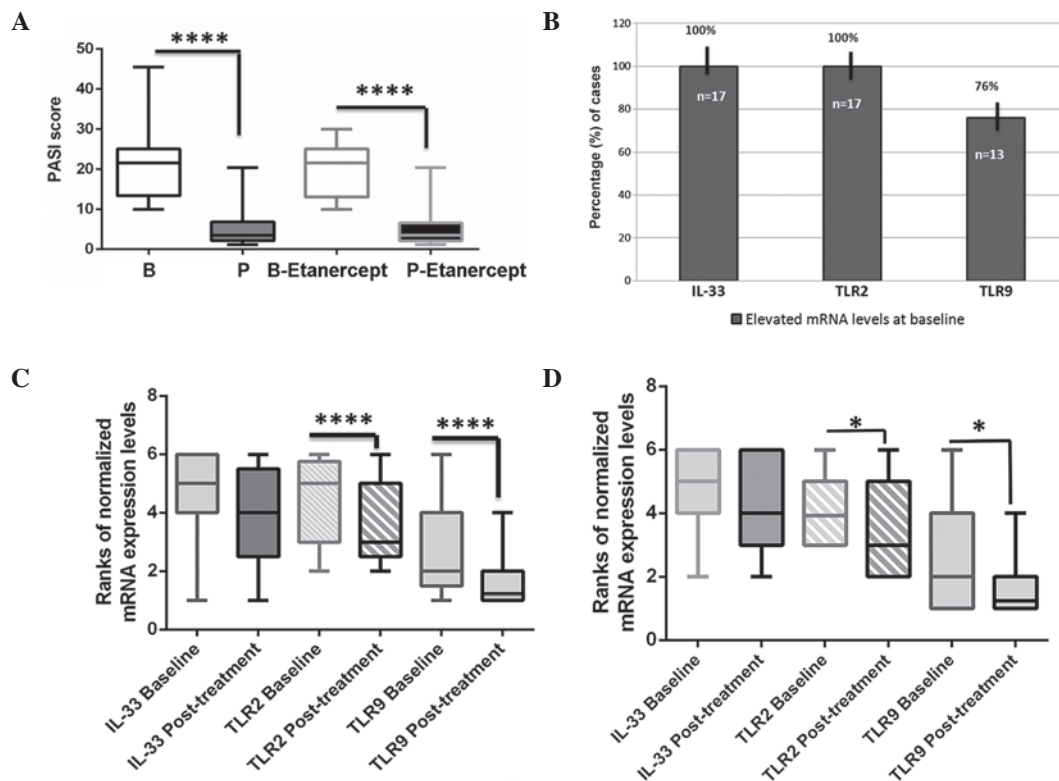 A
PASI score
50
40
30
20
10
0
****
****
B
P
B-Etanercept
P-Etanercept
B
Percentage (%) of cases
120
100
80
60
40
20
0
100%
100%
76%
n=17
n=17
n=13
IL-33
TLR2
TLR9
Elevated mRNA levels at baseline
C
Ranks of normalized
mRNA expression levels
8
6
4
2
0
****
****
IL-33 Baseline
IL-33 Post-treatment
TLR2 Baseline
TLR2 Post-treatment
TLR9 Baseline
TLR9 Post-treatment
D
Ranks of normalized
mRNA expression levels
8
6
4
2
0
*
*
IL-33 Baseline
IL-33 Post-treatment
TLR2 Baseline
TLR2 Post-treatment
TLR9 Baseline
TLR9 Post-treatment